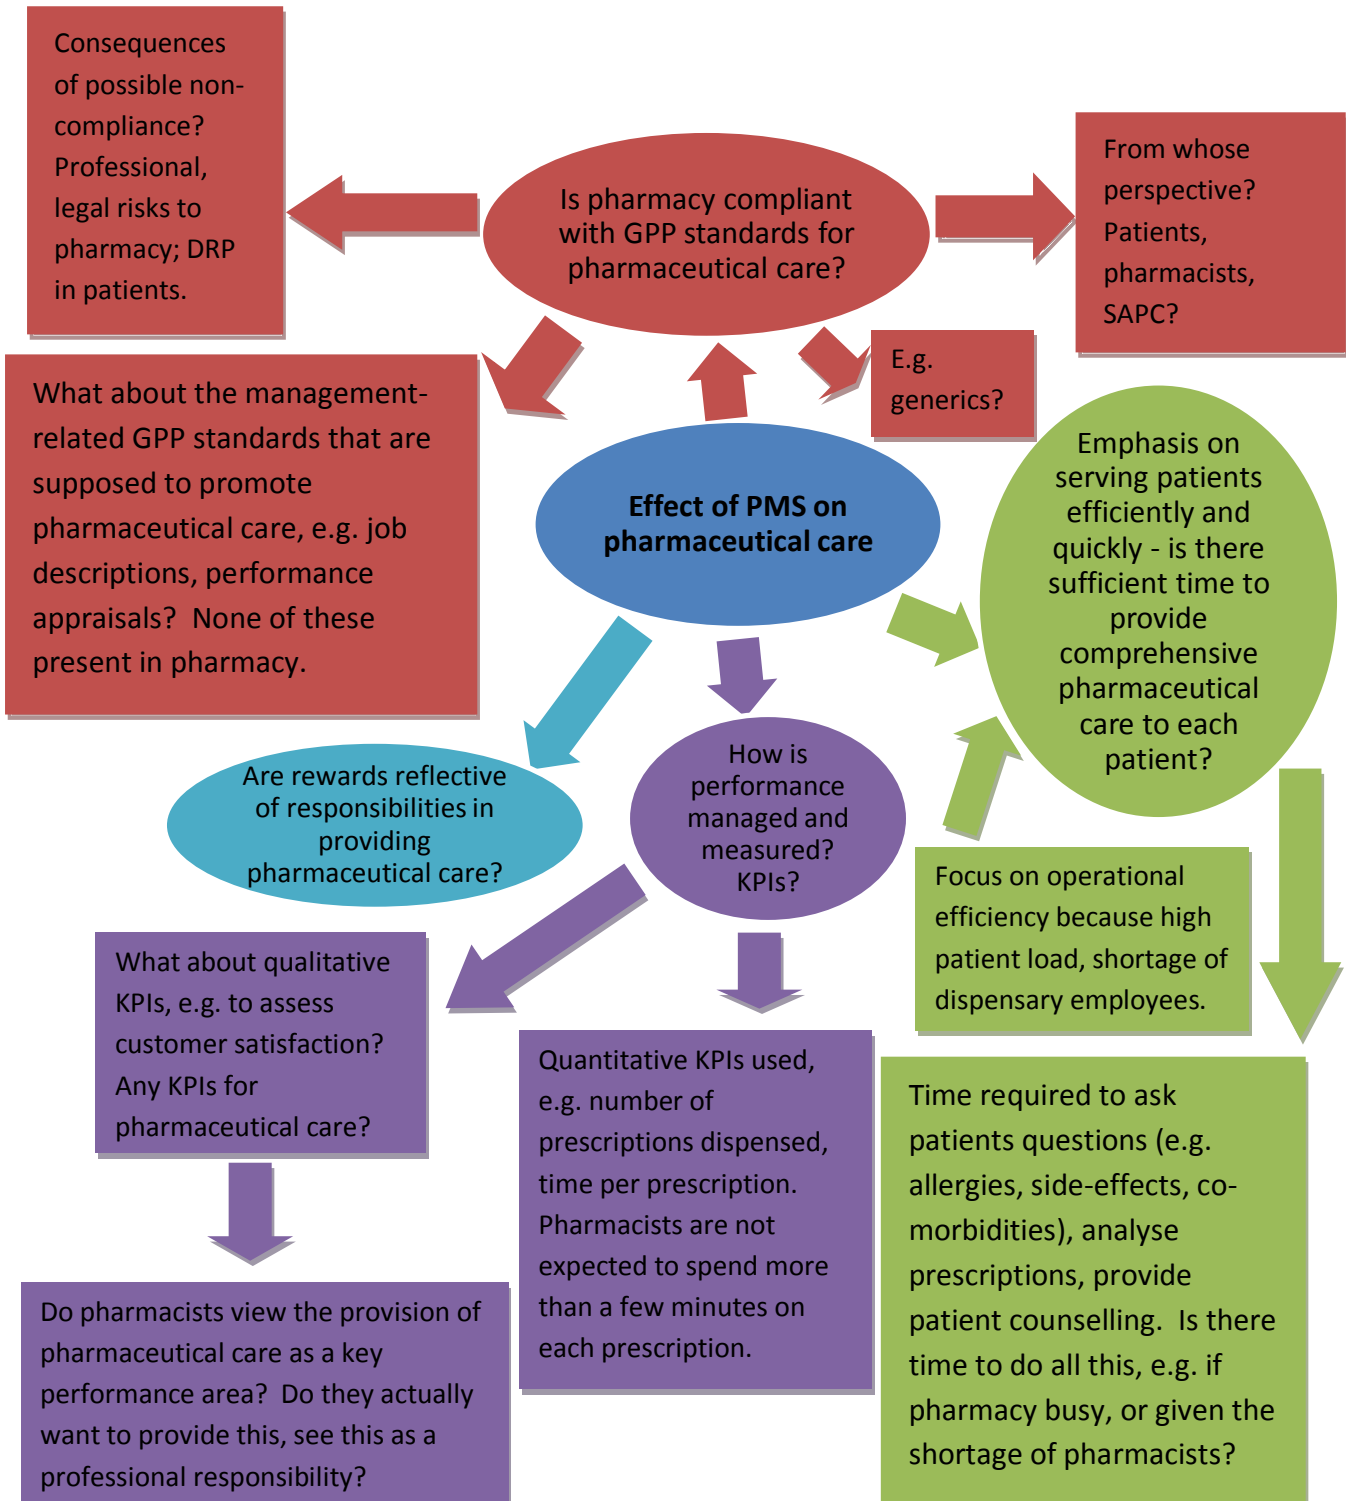 Consequences
of possible non-
compliance?
Professional,
legal risks to
pharmacy; DRP
in patients.
Is pharmacy compliant
with GPP standards for
pharmaceutical care?
From whose
perspective?
Patients,
pharmacists,
SAPC?
E.g.
generics?
What about the management-
related GPP standards that are
supposed to promote
pharmaceutical care, e.g. job
descriptions, performance
appraisals?  None of these
present in pharmacy.
Effect of PMS on
pharmaceutical care
Emphasis on
serving patients
efficiently and
quickly - is there
sufficient time to
provide
comprehensive
pharmaceutical
care to each
patient?
Are rewards reflective
of responsibilities in
providing
pharmaceutical care?
How is
performance
managed and
measured?
KPIs?
Focus on operational
efficiency because high
patient load, shortage of
dispensary employees.
What about qualitative
KPIs, e.g. to assess
customer satisfaction?
Any KPIs for
pharmaceutical care?
Quantitative KPIs used,
e.g. number of
prescriptions dispensed,
time per prescription.
Pharmacists are not
expected to spend more
than a few minutes on
each prescription.
Time required to ask
patients questions (e.g.
allergies, side-effects, co-
morbidities), analyse
prescriptions, provide
patient counselling.  Is there
time to do all this, e.g. if
pharmacy busy, or given the
shortage of pharmacists?
Do pharmacists view the provision of
pharmaceutical care as a key
performance area?  Do they actually
want to provide this, see this as a
professional responsibility?